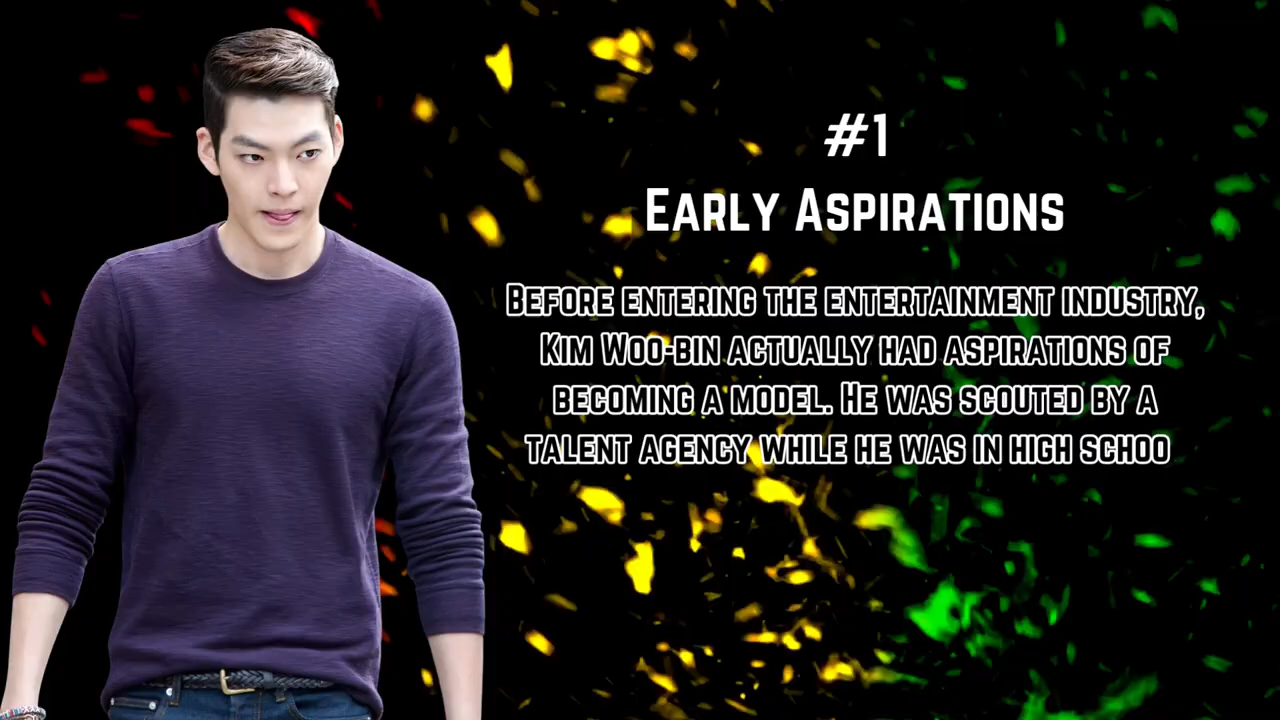 #1
Early Aspirations
Before entering the entertainment industry,
Kim Woo-bin actually had aspirations of
becoming a model. He was scouted by a
talent agency while he was in high schoo